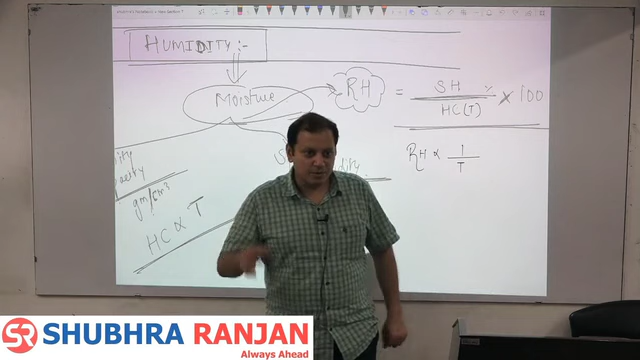 HUMIDITY :-
Moisture
RH = SH % / HC(T) × 100
RH ∝ 1 / T
gm/cm³
HC ∝ T
SR SHUBHRA RANJAN
Always Ahead